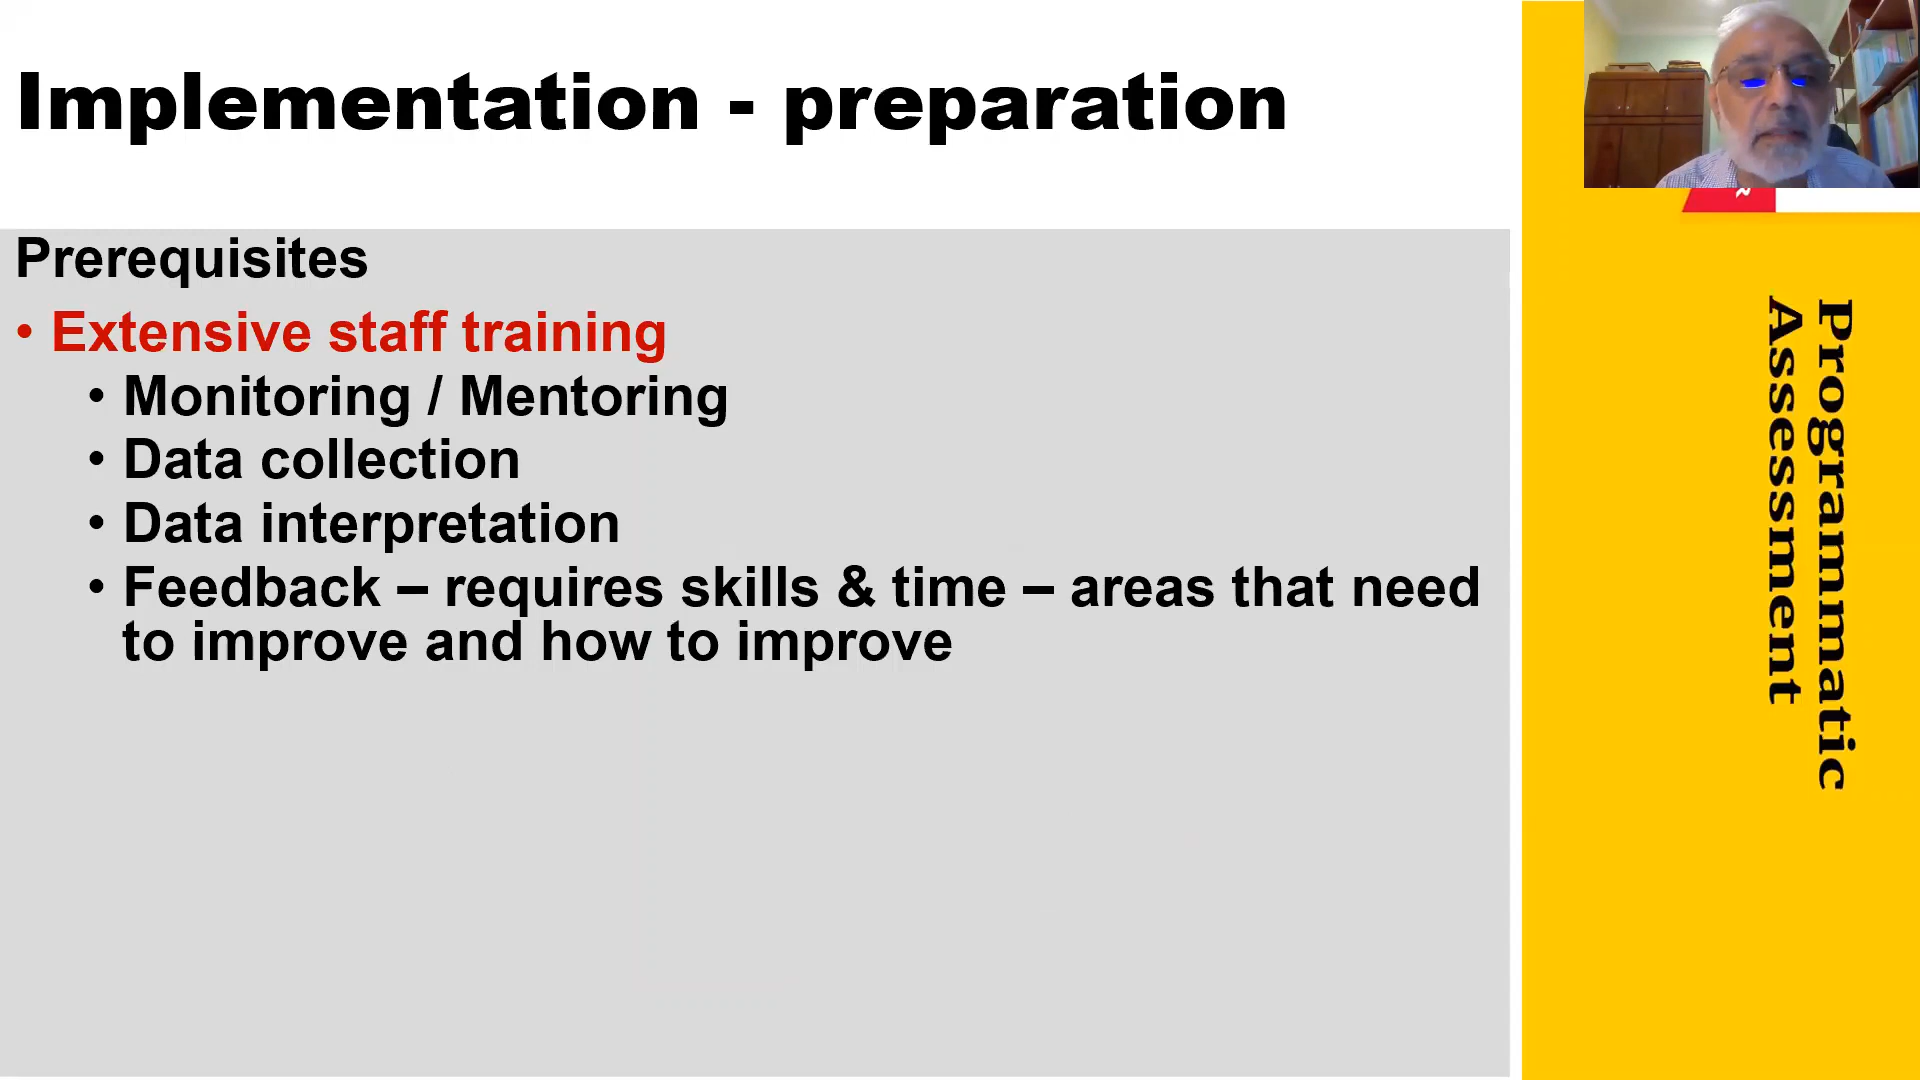 Implementation - preparation
Prerequisites
• Extensive staff training
• Monitoring / Mentoring
• Data collection
• Data interpretation
• Feedback – requires skills & time – areas that need
to improve and how to improve
Programmatic
Assessment